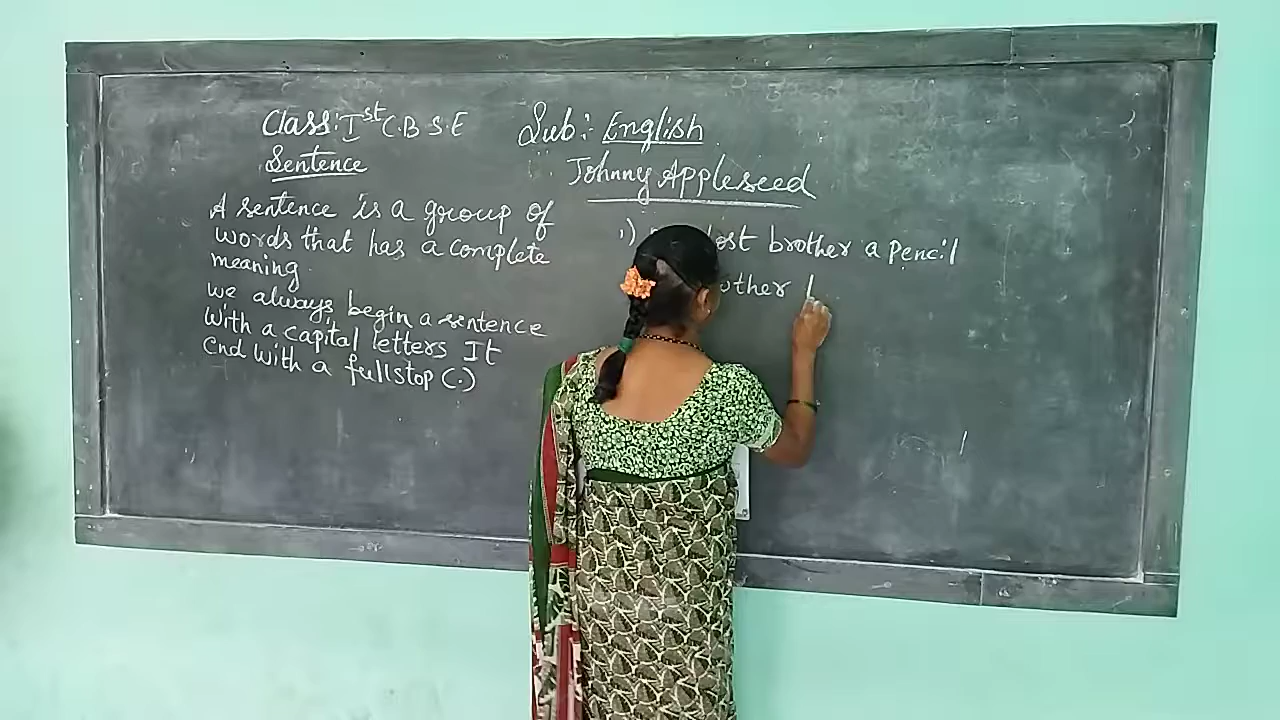 Class: Ist C.B.S.E
Sub:- English
Sentence
Johnny Appleseed
A sentence is a group of
words that has a complete
meaning.
we always begin a sentence
with a capital letters It
end with a fullstop (.)
1) lost brother a pencil